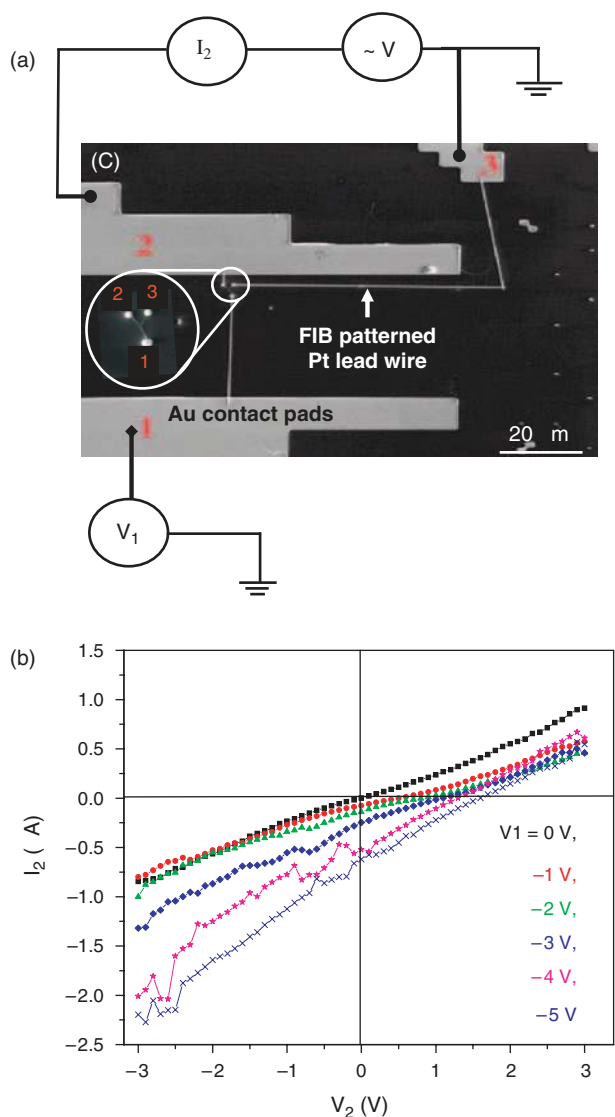 (a)
I₂
~ V
(C)
3
2
2 3
1
FIB patterned
Pt lead wire
Au contact pads
1
20 m
V₁
(b)
1.5
1.0
0.5
0.0
−0.5
−1.0
−1.5
−2.0
−2.5
I₂ ( A)
V1 = 0 V,
−1 V,
−2 V,
−3 V,
−4 V,
−5 V
−3 −2 −1 0 1 2 3
V₂ (V)